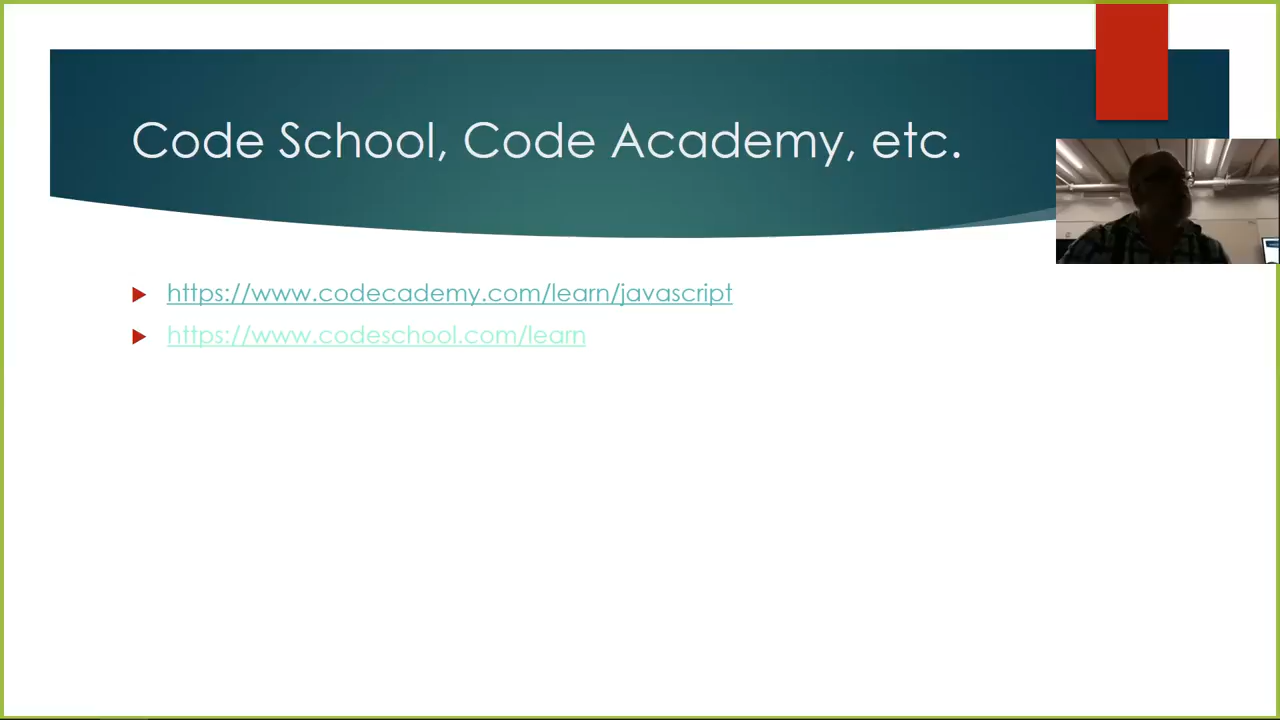 Code School, Code Academy, etc.
https://www.codecademy.com/learn/javascript
https://www.codeschool.com/learn